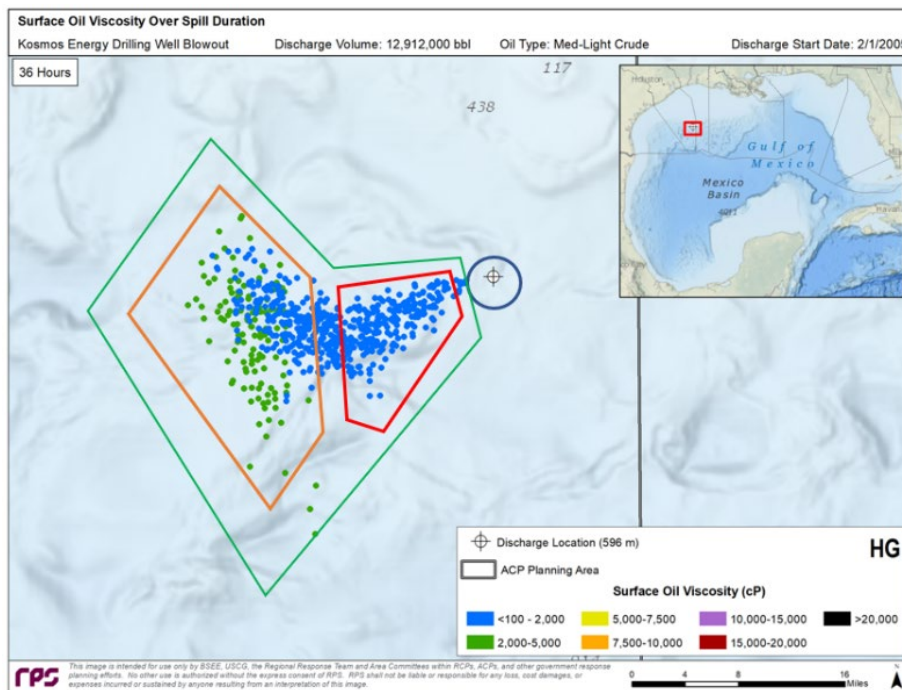 Surface Oil Viscosity Over Spill Duration
Kosmos Energy Drilling Well Blowout Discharge Volume: 12,912,000 bbl Oil Type: Med-Light Crude Discharge Start Date: 2/1/2005
36 Hours
117
438
Houston
Gulf of
Mexico
Mexico
Basin
Havana
Discharge Location (596 m)
HG
ACP Planning Area
Surface Oil Viscosity (cP)
<100 - 2,000 5,000-7,500 10,000-15,000 >20,000
2,000-5,000 7,500-10,000 15,000-20,000
RPS
This image is intended for use only by BSEE, USCG, the Regional Response Team and Area Committees within RCPs, ACPs, and other government response
planning efforts. No other use is authorized without the express consent of RPS. RPS shall not be liable or responsible for any loss, cost damages, or
expenses incurred or sustained by anyone resulting from an interpretation of this image.
0 4 8 16
Miles
N